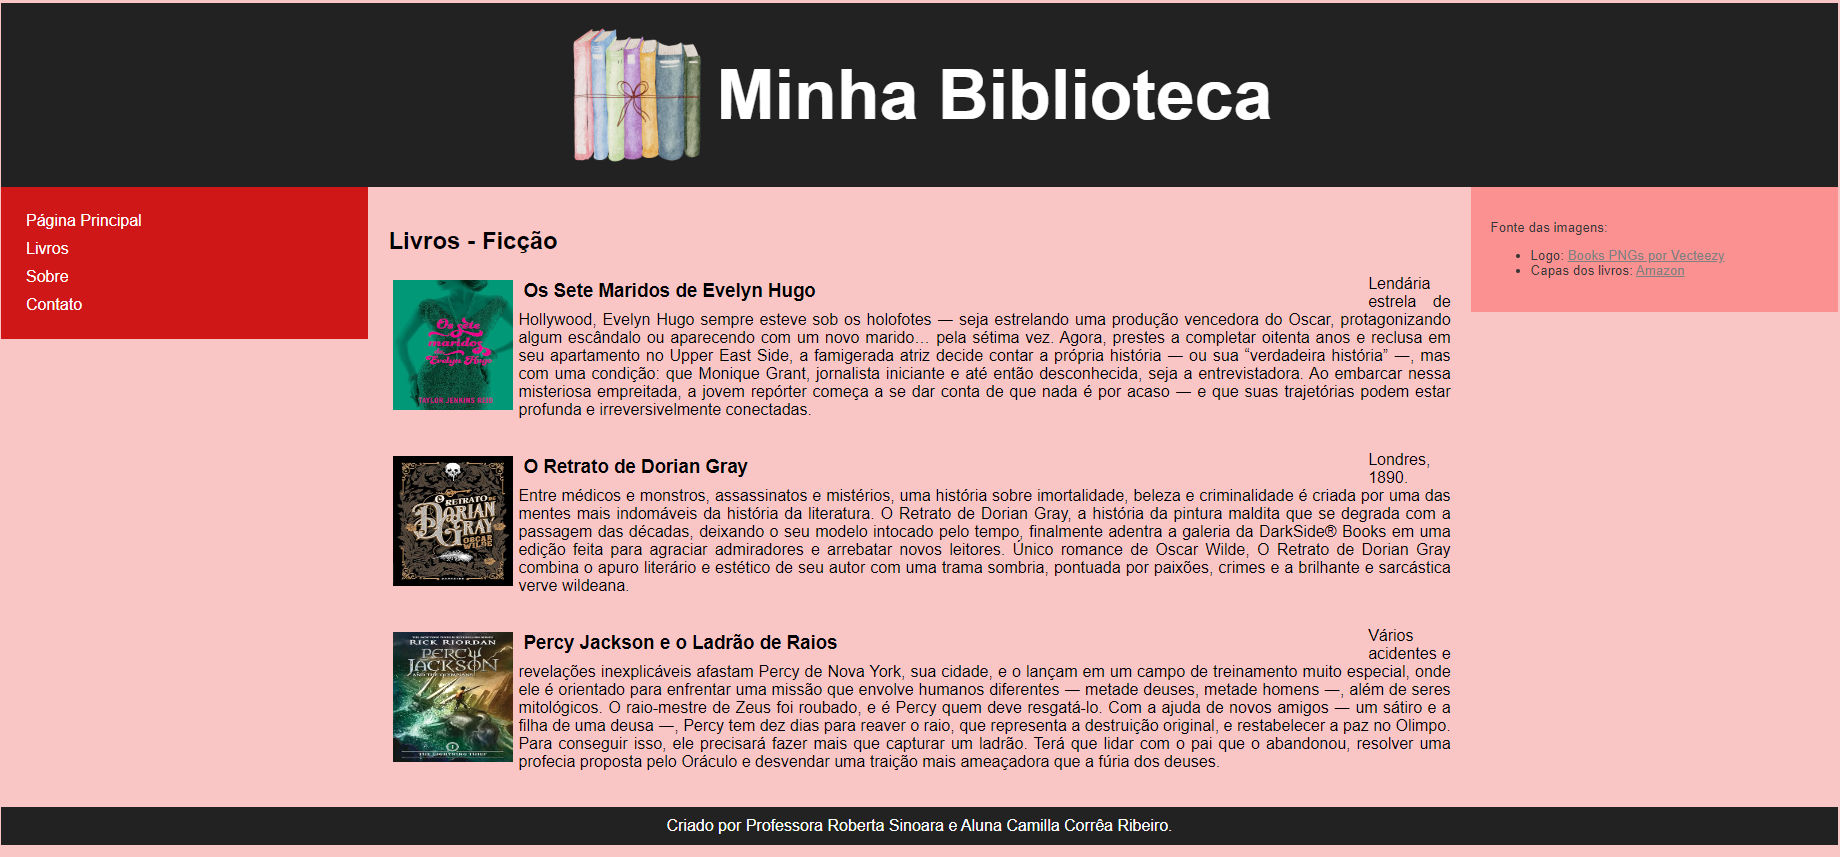 Minha Biblioteca
Página Principal
Livros
Sobre
Contato
Livros - Ficção
Os Sete Maridos de Evelyn Hugo
Lendária
estrela de
Hollywood, Evelyn Hugo sempre esteve sob os holofotes — seja estrelando uma produção vencedora do Oscar, protagonizando
algum escândalo ou aparecendo com um novo marido… pela sétima vez. Agora, prestes a completar oitenta anos e reclusa em
seu apartamento no Upper East Side, a famigerada atriz decide contar a própria história — ou sua “verdadeira história” —, mas
com uma condição: que Monique Grant, jornalista iniciante e até então desconhecida, seja a entrevistadora. Ao embarcar nessa
misteriosa empreitada, a jovem repórter começa a se dar conta de que nada é por acaso — e que suas trajetórias podem estar
profunda e irreversivelmente conectadas.
Os sete
maridos
de
Evelyn Hugo
TAYLOR JENKINS REID
O Retrato de Dorian Gray
Londres,
1890.
Entre médicos e monstros, assassinatos e mistérios, uma história sobre imortalidade, beleza e criminalidade é criada por uma das
mentes mais indomáveis da história da literatura. O Retrato de Dorian Gray, a história da pintura maldita que se degrada com a
passagem das décadas, deixando o seu modelo intocado pelo tempo, finalmente adentra a galeria da DarkSide® Books em uma
edição feita para agraciar admiradores e arrebatar novos leitores. Único romance de Oscar Wilde, O Retrato de Dorian Gray
combina o apuro literário e estético de seu autor com uma trama sombria, pontuada por paixões, crimes e a brilhante e sarcástica
verve wildeana.
O RETRATO DE
DORIAN
GRAY
OSCAR
WILDE
DARKSIDE
Percy Jackson e o Ladrão de Raios
Vários
acidentes e
revelações inexplicáveis afastam Percy de Nova York, sua cidade, e o lançam em um campo de treinamento muito especial, onde
ele é orientado para enfrentar uma missão que envolve humanos diferentes — metade deuses, metade homens —, além de seres
mitológicos. O raio-mestre de Zeus foi roubado, e é Percy quem deve resgatá-lo. Com a ajuda de novos amigos — um sátiro e a
filha de uma deusa —, Percy tem dez dias para reaver o raio, que representa a destruição original, e restabelecer a paz no Olimpo.
Para conseguir isso, ele precisará fazer mais que capturar um ladrão. Terá que lidar com o pai que o abandonou, resolver uma
profecia proposta pelo Oráculo e desvendar uma traição mais ameaçadora que a fúria dos deuses.
RICK RIORDAN
PERCY
JACKSON
AND THE OLYMPIANS
THE LIGHTNING THIEF
Fonte das imagens:
Logo: Books PNGs por Vecteezy
Capas dos livros: Amazon
Criado por Professora Roberta Sinoara e Aluna Camilla Corrêa Ribeiro.